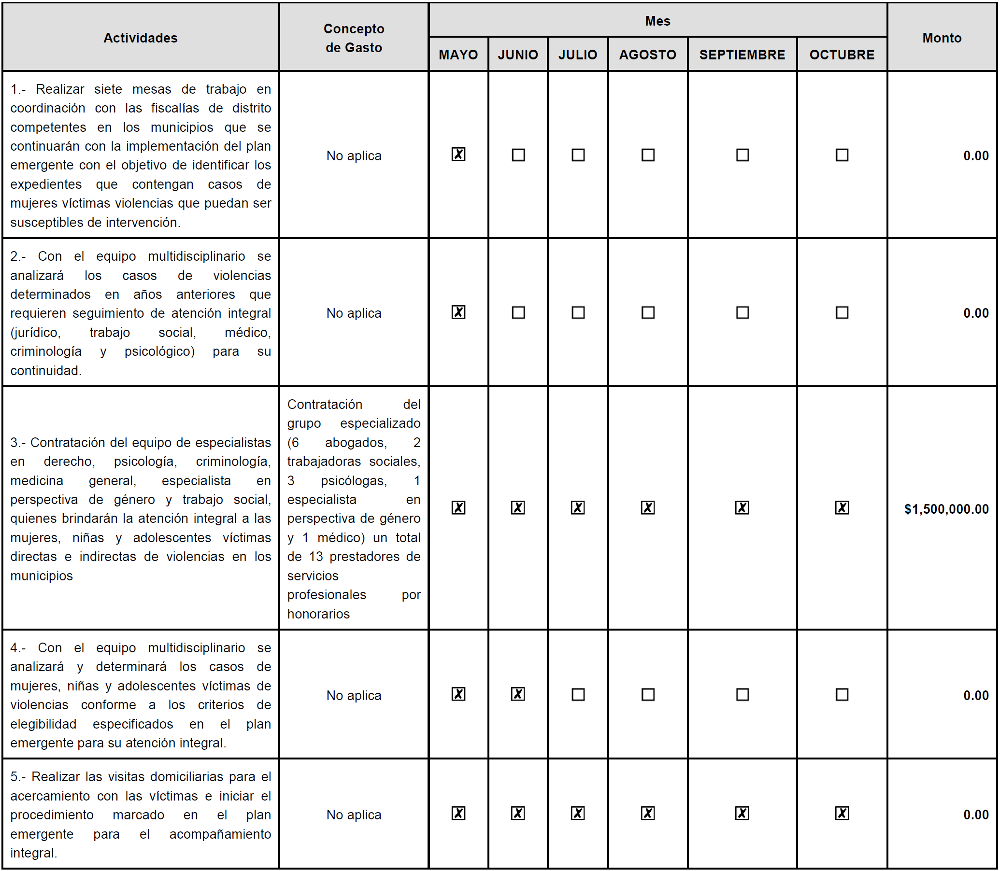 Actividades
Concepto
de Gasto
Mes
Monto
MAYO JUNIO JULIO AGOSTO SEPTIEMBRE OCTUBRE
1.- Realizar siete mesas de trabajo en
coordinación con las fiscalías de distrito
competentes en los municipios que se
continuarán con la implementación del plan
emergente con el objetivo de identificar los
expedientes que contengan casos de
mujeres víctimas violencias que puedan ser
susceptibles de intervención.
No aplica
☒ ☐ ☐ ☐ ☐ ☐
0.00
2.- Con el equipo multidisciplinario se
analizará los casos de violencias
determinados en años anteriores que
requieren seguimiento de atención integral
(jurídico, trabajo social, médico,
criminología y psicológico) para su
continuidad.
No aplica
☒ ☐ ☐ ☐ ☐ ☐
0.00
3.- Contratación del equipo de especialistas
en derecho, psicología, criminología,
medicina general, especialista en
perspectiva de género y trabajo social,
quienes brindarán la atención integral a las
mujeres, niñas y adolescentes víctimas
directas e indirectas de violencias en los
municipios
Contratación del
grupo especializado
(6 abogados, 2
trabajadoras sociales,
3 psicólogas, 1
especialista en
perspectiva de género
y 1 médico) un total
de 13 prestadores de
servicios
profesionales por
honorarios
☒ ☒ ☒ ☒ ☒ ☒
$1,500,000.00
4.- Con el equipo multidisciplinario se
analizará y determinará los casos de
mujeres, niñas y adolescentes víctimas de
violencias conforme a los criterios de
elegibilidad especificados en el plan
emergente para su atención integral.
No aplica
☒ ☒ ☐ ☐ ☐ ☐
0.00
5.- Realizar las visitas domiciliarias para el
acercamiento con las víctimas e iniciar el
procedimiento marcado en el plan
emergente para el acompañamiento
integral.
No aplica
☒ ☒ ☒ ☒ ☒ ☒
0.00